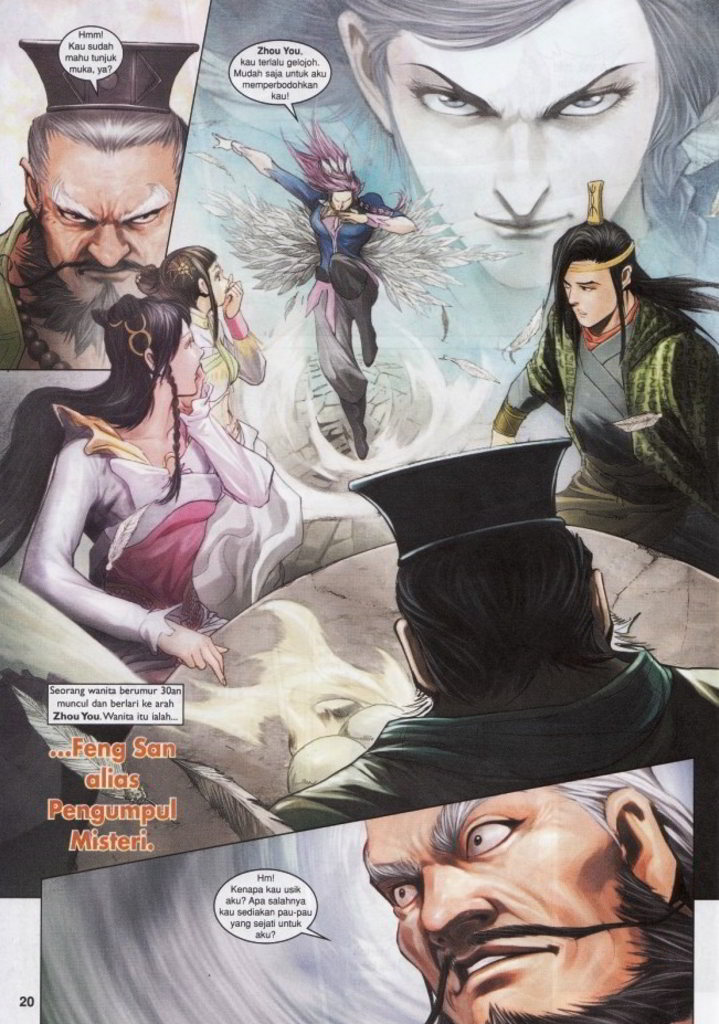 Hmm!
Kau sudah
mahu tunjuk
muka, ya?
Zhou You,
kau terlalu gelojoh.
Mudah saja untuk aku
memperbodohkan
kau!
Seorang wanita berumur 30an
muncul dan berlari ke arah
Zhou You. Wanita itu ialah...
...Feng San
alias
Pengumpul
Misteri.
Hm!
Kenapa kau usik
aku? Apa salahnya
kau sediakan pau-pau
yang sejati untuk
aku?
20